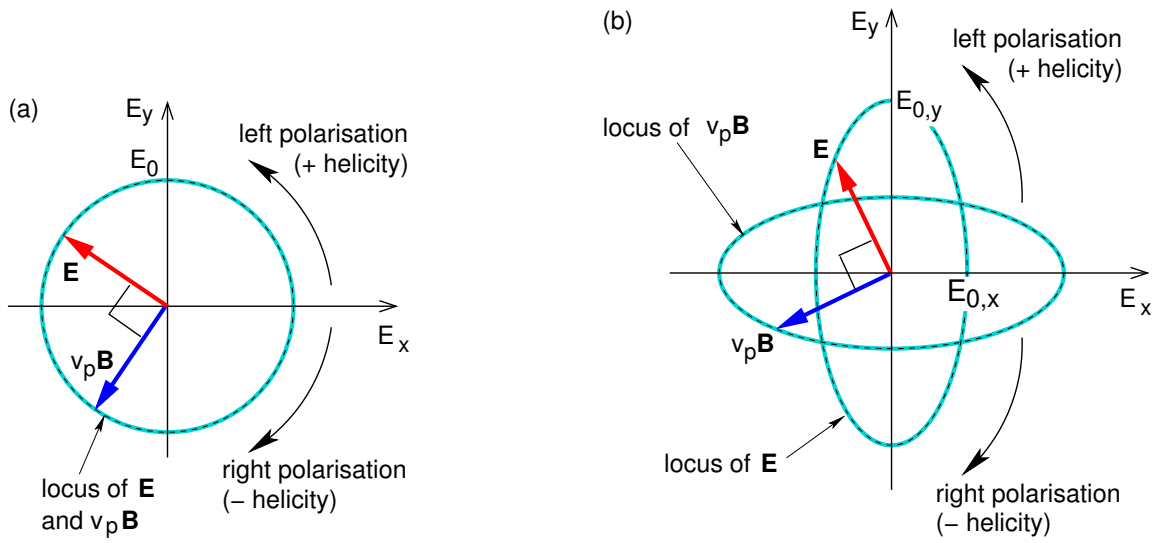 (a)
E_y
E_0
left polarisation
(+ helicity)
E
v_pB
E_x
right polarisation
(− helicity)
locus of E
and v_pB
(b)
E_y
left polarisation
(+ helicity)
E_0,y
locus of v_pB
E
E_0,x
E_x
v_pB
locus of E
right polarisation
(− helicity)